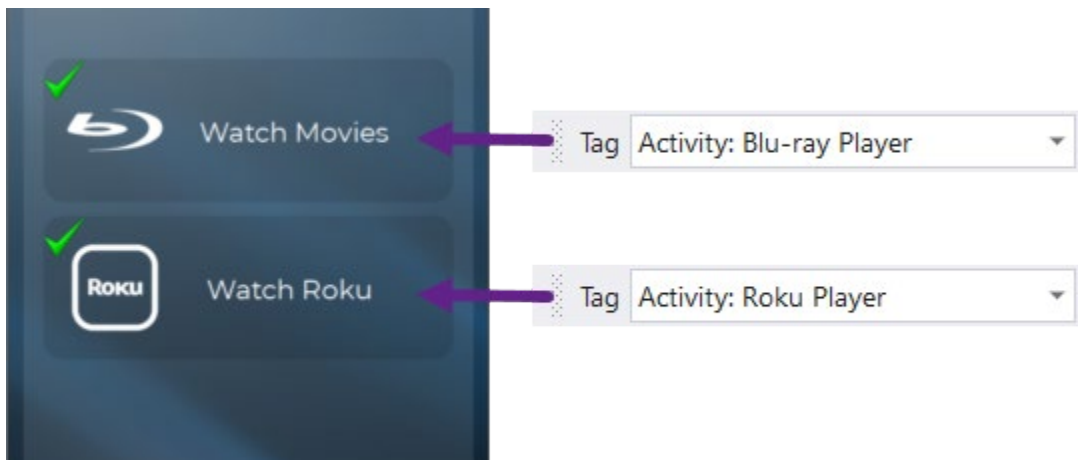 Watch Movies
Tag Activity: Blu-ray Player
Roku
Watch Roku
Tag Activity: Roku Player